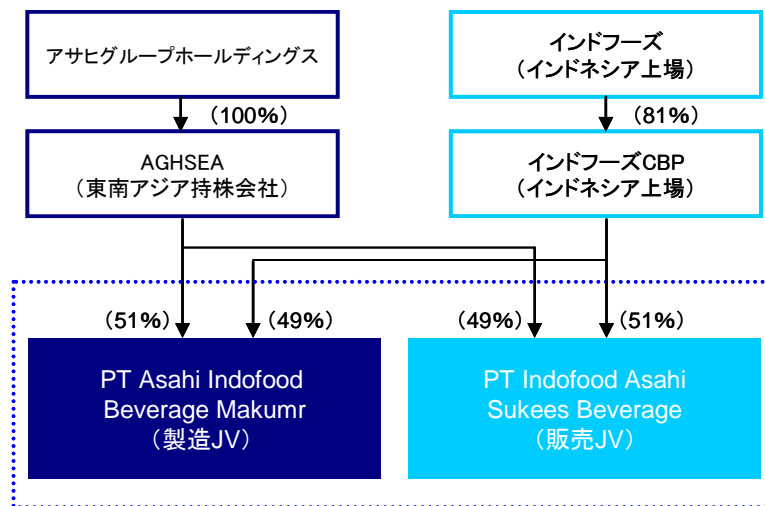 アサヒグループホールディングス
インドフーズ
（インドネシア上場）
（100%）
（81%）
AGHSEA
（東南アジア持株会社）
インドフーズCBP
（インドネシア上場）
（51%）
（49%）
（49%）
（51%）
PT Asahi Indofood
Beverage Makumr
（製造JV）
PT Indofood Asahi
Sukees Beverage
（販売JV）